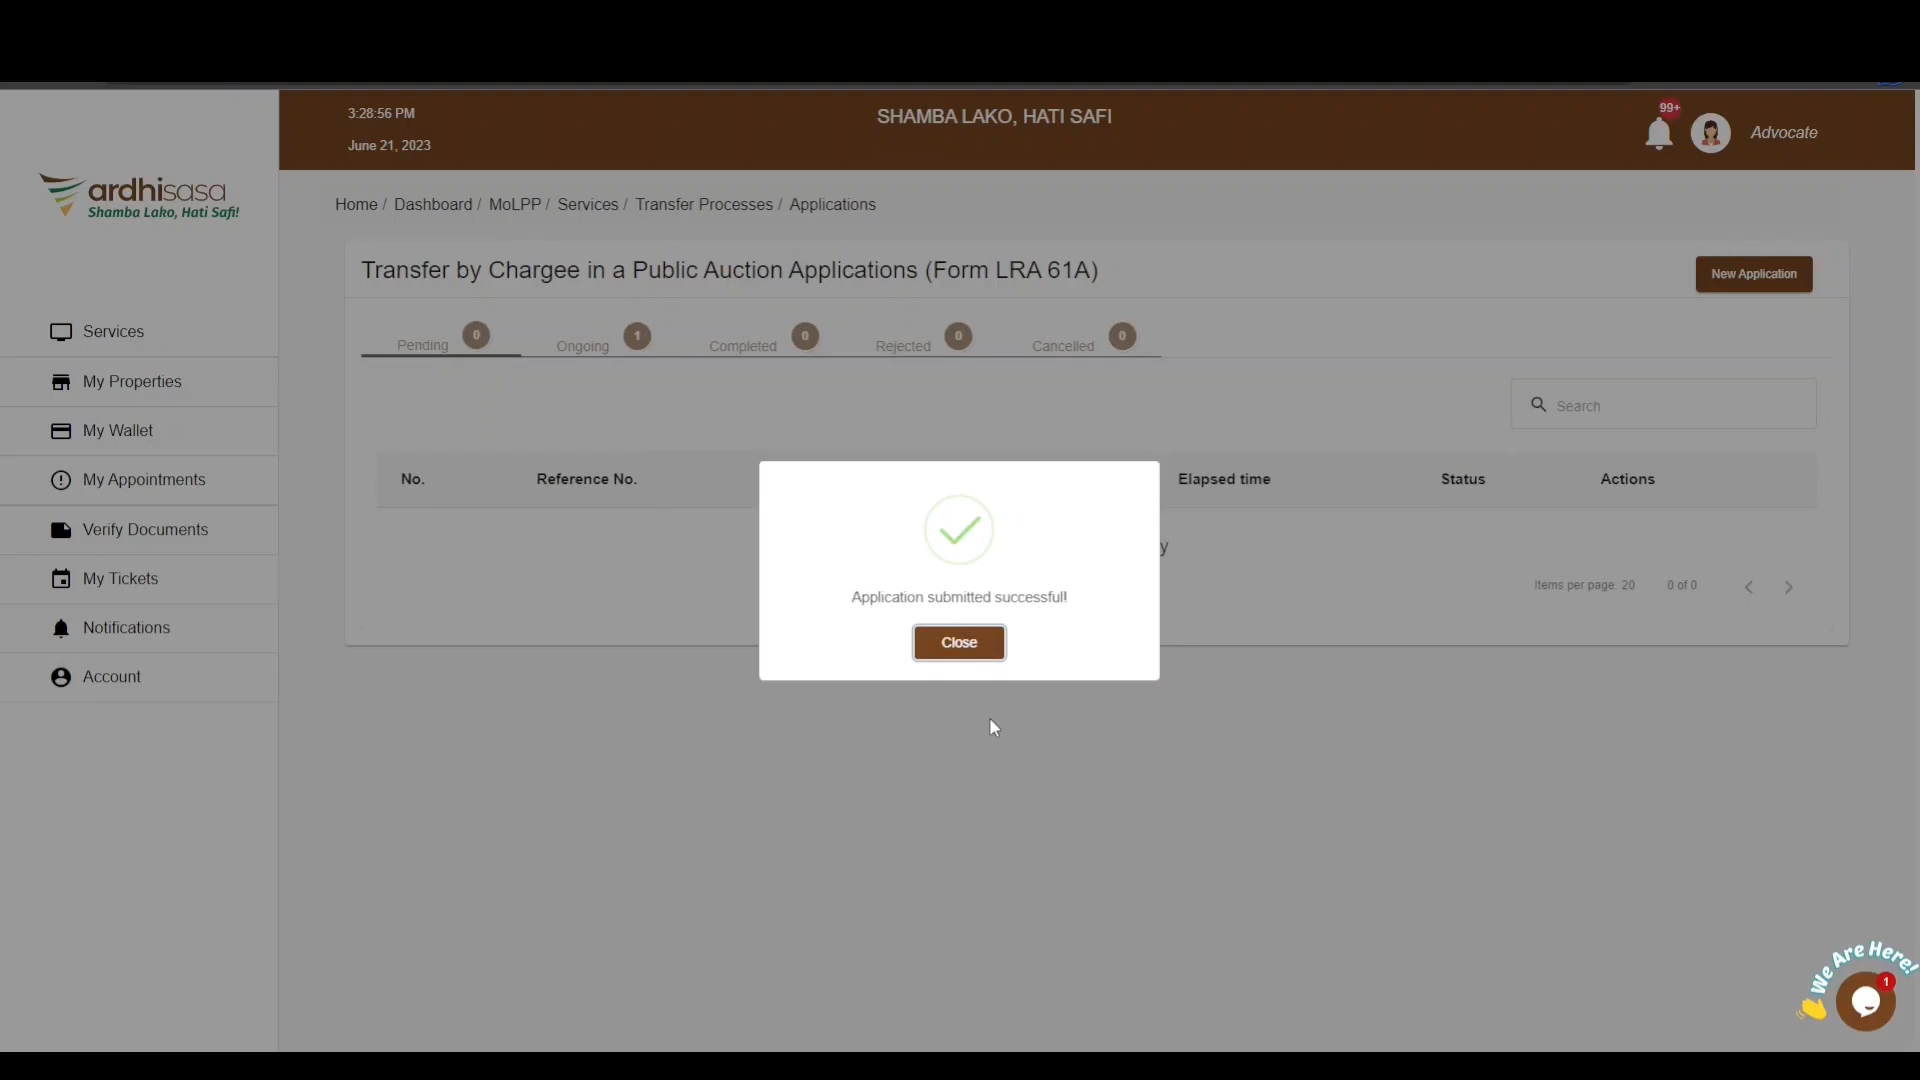 3:28:56 PM
June 21, 2023
SHAMBA LAKO, HATI SAFI
99+
Advocate
ardhisasa
Shamba Lako, Hati Safi!
Home / Dashboard / MoLPP / Services / Transfer Processes / Applications
Transfer by Chargee in a Public Auction Applications (Form LRA 61A)
New Application
Pending 0
Ongoing 1
Completed 0
Rejected 0
Cancelled 0
Search
No. Reference No. Elapsed time Status Actions
y
Items per page: 20 0 of 0
Application submitted successful!
Close
Services
My Properties
My Wallet
My Appointments
Verify Documents
My Tickets
Notifications
Account
We Are Here!
1